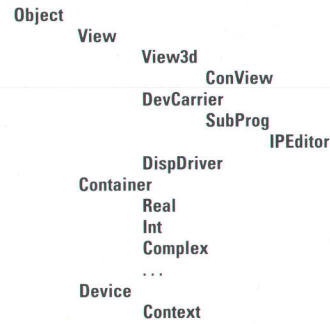 Object
View
View3d
ConView
DevCarrier
SubProg
IPEditor
DispDriver
Container
Real
Int
Complex
...
Device
Context